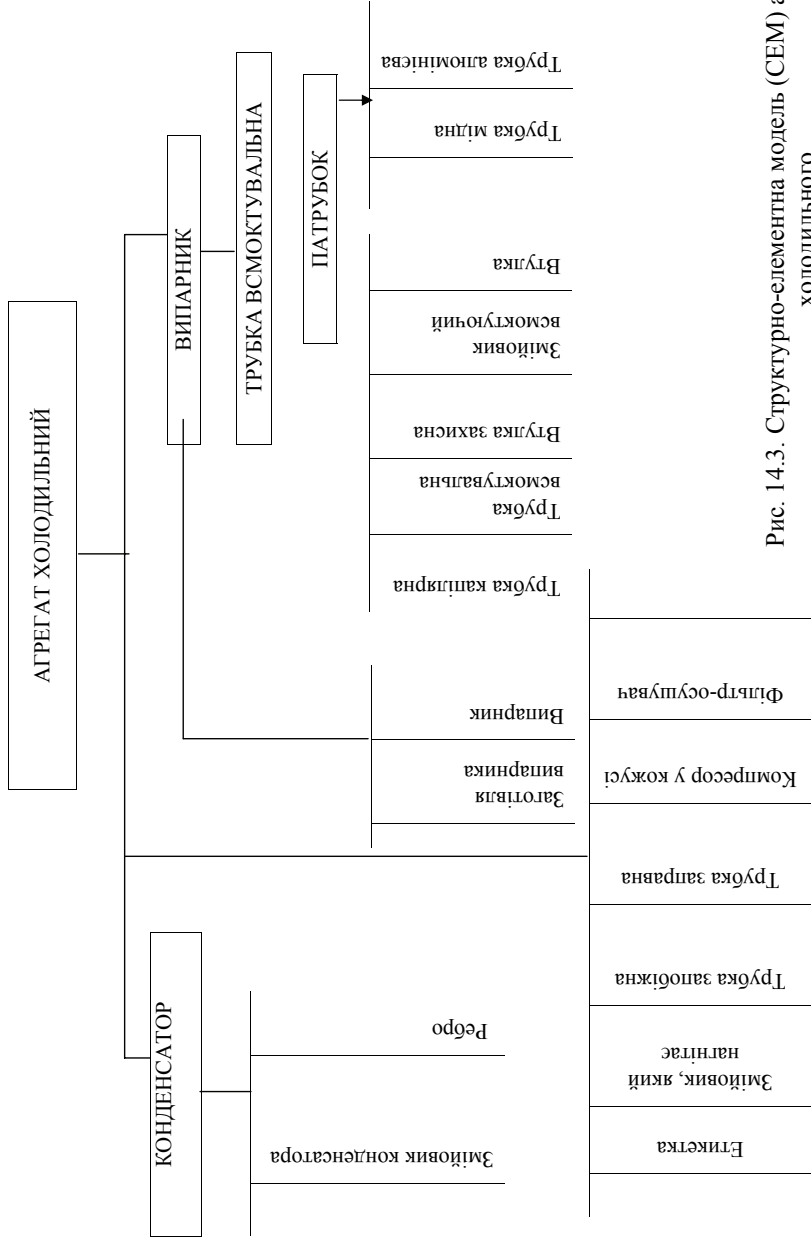 АГРЕГАТ ХОЛОДИЛЬНИЙ
КОНДЕНСАТОР
ВИПАРНИК
ТРУБКА ВСМОКТУВАЛЬНА
ПАТРУБОК
Змійовик конденсатора
Ребро
Заготівля
випарника
Випарник
Трубка капілярна
Трубка
всмоктувальна
Втулка захисна
Змійовик
всмоктуючий
Втулка
Трубка мідна
Трубка алюмінієва
Етикетка
Змійовик, який
нагнітає
Трубка запобіжна
Трубка заправна
Компресор у кожусі
Фільтр-осушувач
Рис. 14.3. Структурно-елементна модель (СЕМ) а
холодильного